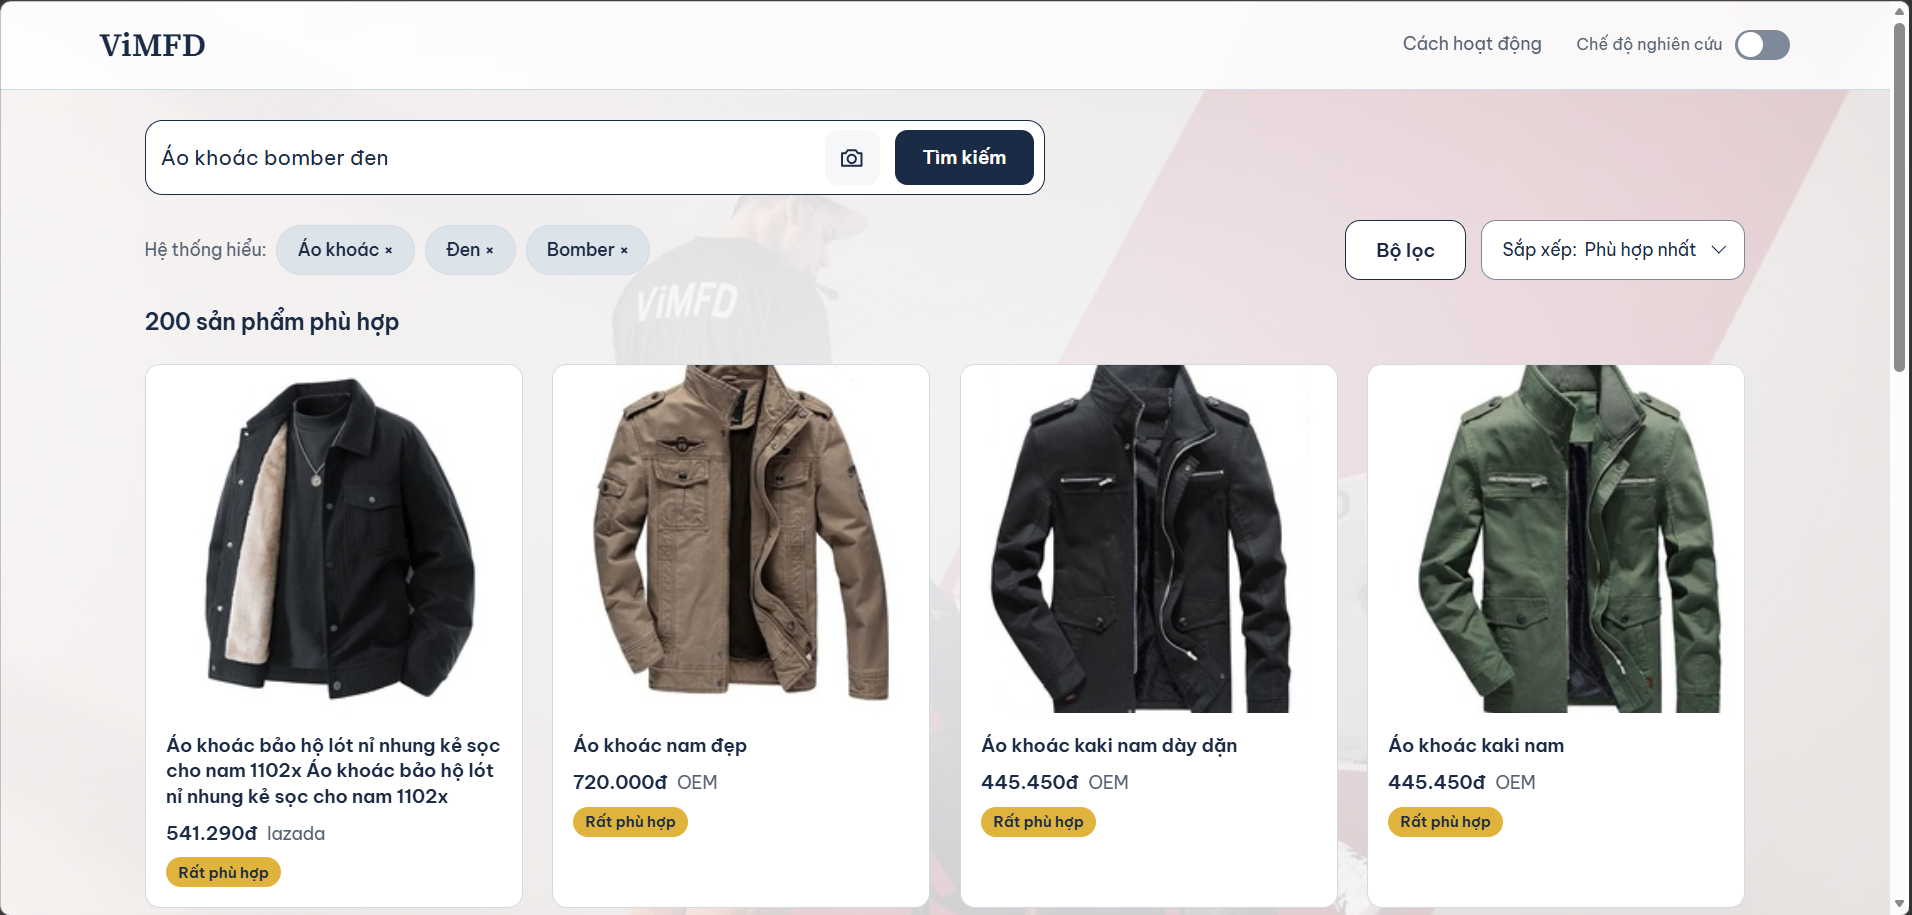 ViMFD
Cách hoạt động
Chế độ nghiên cứu
Áo khoác bomber đen
Tìm kiếm
Hệ thống hiểu:
Áo khoác ×
Đen ×
Bomber ×
Bộ lọc
Sắp xếp: Phù hợp nhất
ViMFD
200 sản phẩm phù hợp
Áo khoác bảo hộ lót nỉ nhung kẻ sọc
cho nam 1102x Áo khoác bảo hộ lót
nỉ nhung kẻ sọc cho nam 1102x
541.290đ lazada
Rất phù hợp
Áo khoác nam đẹp
720.000đ OEM
Rất phù hợp
Áo khoác kaki nam dày dặn
445.450đ OEM
Rất phù hợp
Áo khoác kaki nam
445.450đ OEM
Rất phù hợp